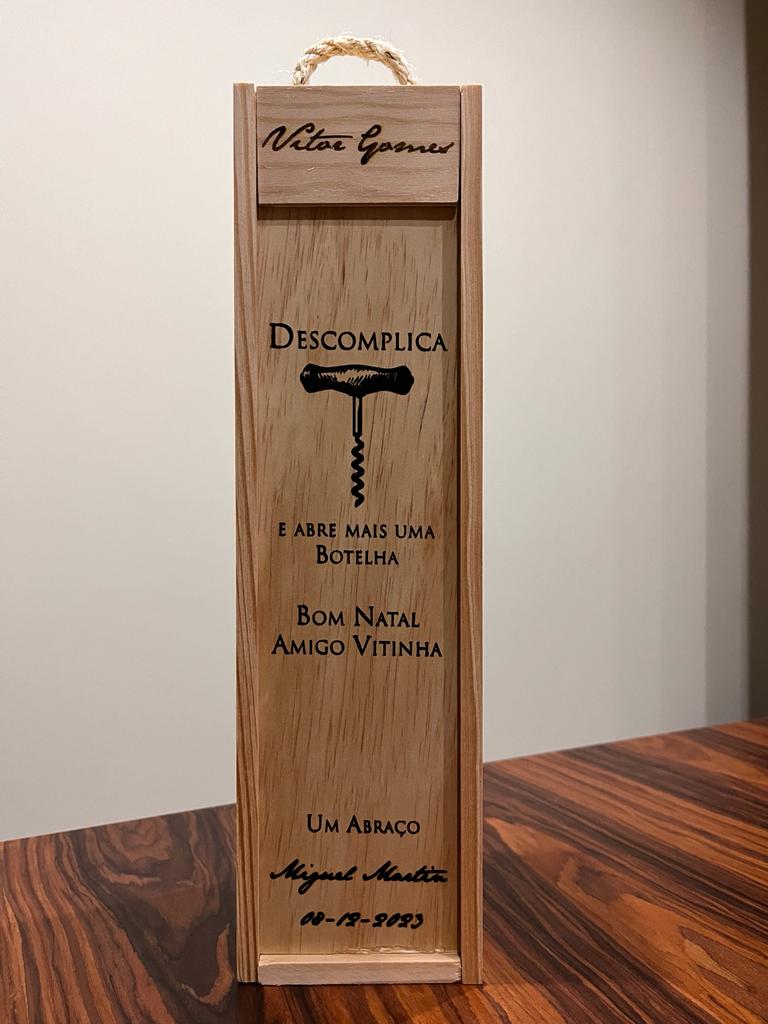 Vitor Gomes
DESCOMPLICA
E ABRE MAIS UMA
BOTELHA
BOM NATAL
AMIGO VITINHA
UM ABRAÇO
Miguel Martin
08-12-2023